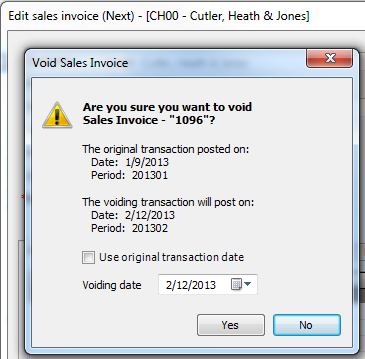 Edit sales invoice (Next) - [CH00 - Cutler, Heath & Jones]
Void Sales Invoice
Are you sure you want to void
Sales Invoice - "1096"?
The original transaction posted on:
Date: 1/9/2013
Period: 201301
The voiding transaction will post on:
Date: 2/12/2013
Period: 201302
Use original transaction date
Voiding date 2/12/2013
Yes No